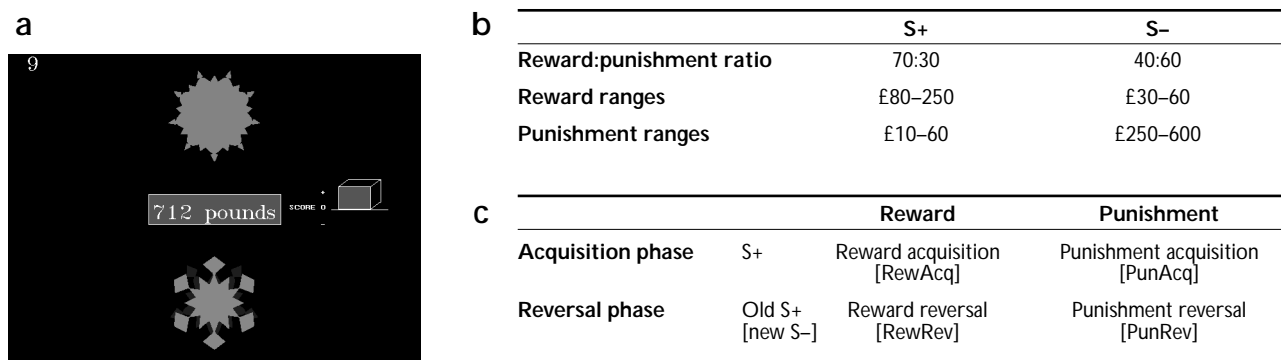 a
9
712 pounds
+
SCORE 0
–
b
S+ S–
Reward:punishment ratio 70:30 40:60
Reward ranges £80–250 £30–60
Punishment ranges £10–60 £250–600
c
Reward Punishment
Acquisition phase S+ Reward acquisition Punishment acquisition
[RewAcq] [PunAcq]
Reversal phase Old S+ Reward reversal Punishment reversal
[new S–] [RewRev] [PunRev]